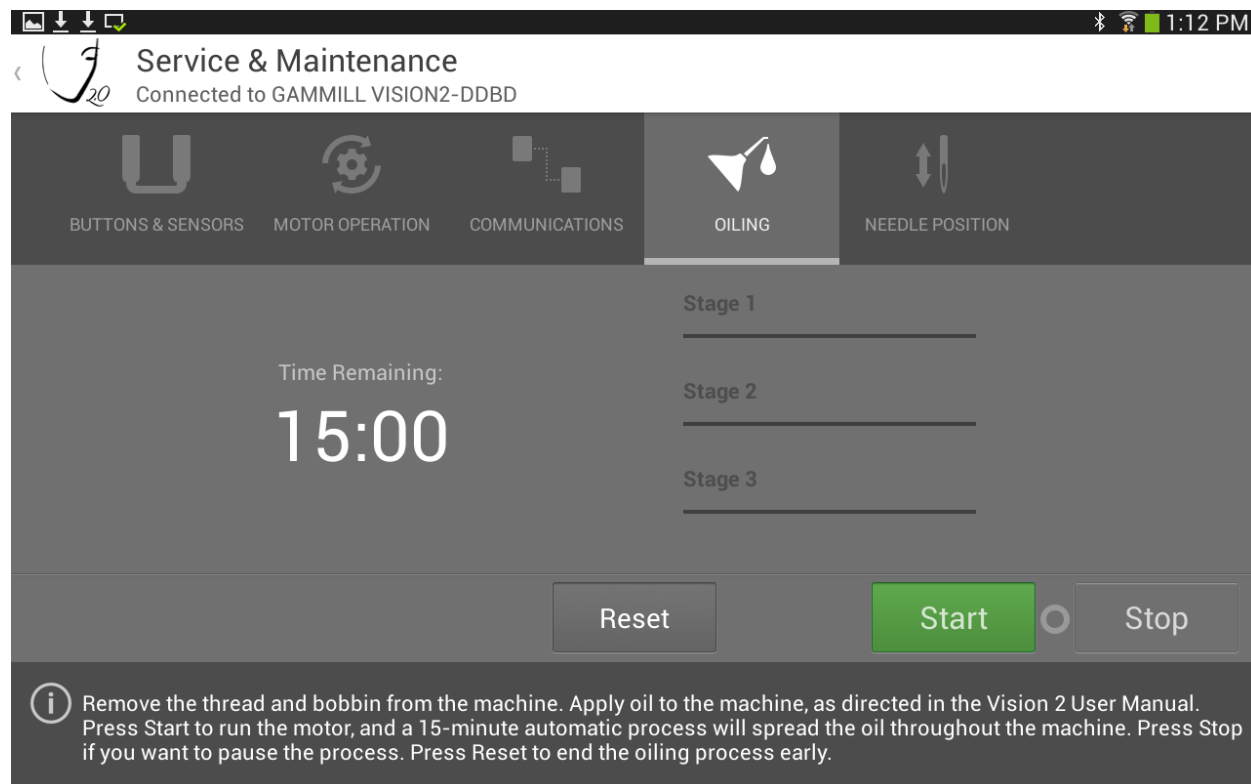 1:12 PM
Service & Maintenance
2.0
Connected to GAMMILL VISION2-DDBD
BUTTONS & SENSORS
MOTOR OPERATION
COMMUNICATIONS
OILING
NEEDLE POSITION
Stage 1
Time Remaining:
15:00
Stage 2
Stage 3
Reset
Start
Stop
Remove the thread and bobbin from the machine. Apply oil to the machine, as directed in the Vision 2 User Manual.
Press Start to run the motor, and a 15-minute automatic process will spread the oil throughout the machine. Press Stop
if you want to pause the process. Press Reset to end the oiling process early.